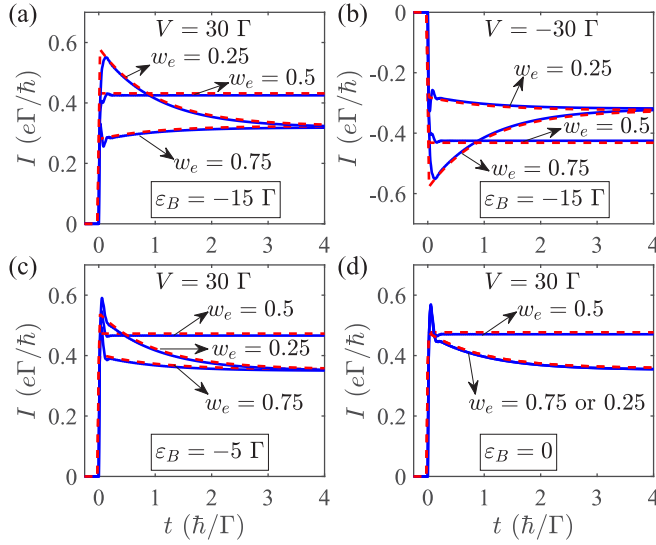 (a)
V = 30 Γ
0.6
0.4
0.2
0
I (eΓ/ħ)
w_e = 0.25
w_e = 0.5
w_e = 0.75
ε_B = −15 Γ
0 1 2 3 4
(b)
V = −30 Γ
0
-0.2
-0.4
-0.6
I (eΓ/ħ)
w_e = 0.25
w_e = 0.5
w_e = 0.75
ε_B = −15 Γ
0 1 2 3 4
(c)
V = 30 Γ
0.6
0.4
0.2
0
I (eΓ/ħ)
w_e = 0.5
w_e = 0.25
w_e = 0.75
ε_B = −5 Γ
0 1 2 3 4
t (ħ/Γ)
(d)
V = 30 Γ
0.6
0.4
0.2
0
I (eΓ/ħ)
w_e = 0.5
w_e = 0.75 or 0.25
ε_B = 0
0 1 2 3 4
t (ħ/Γ)